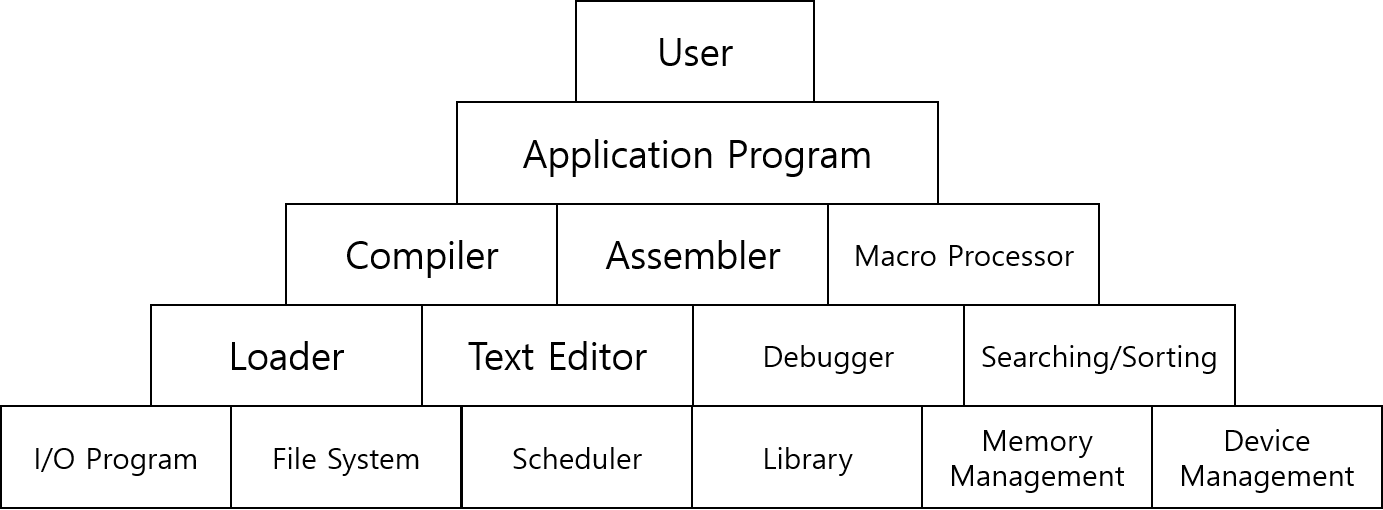 User
Application Program
Compiler
Assembler
Macro Processor
Loader
Text Editor
Debugger
Searching/Sorting
I/O Program
File System
Scheduler
Library
Memory
Management
Device
Management